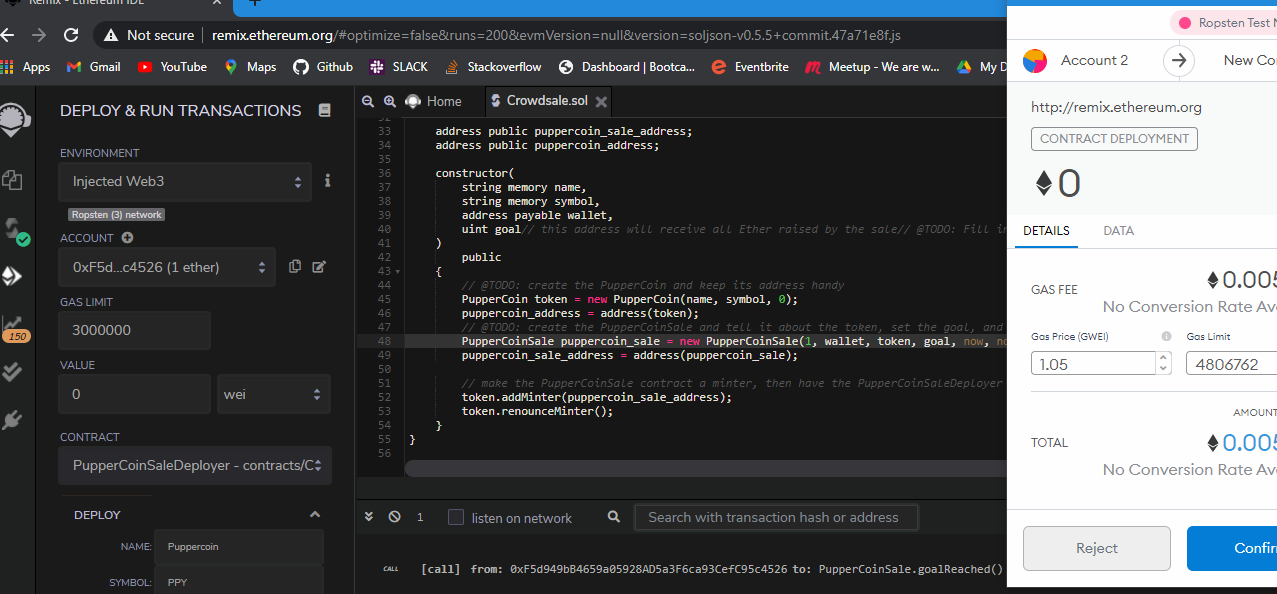 Remix - Ethereum IDE
Not secure
remix.ethereum.org/#optimize=false&runs=200&evmVersion=null&version=soljson-v0.5.5+commit.47a71e8f.js
Apps
Gmail
YouTube
Maps
Github
SLACK
Stackoverflow
Dashboard | Bootca...
Eventbrite
Meetup - We are w...
My D
DEPLOY & RUN TRANSACTIONS
ENVIRONMENT
Injected Web3
i
Ropsten (3) network
ACCOUNT
0xF5d...c4526 (1 ether)
GAS LIMIT
3000000
150
VALUE
0
wei
CONTRACT
PupperCoinSaleDeployer - contracts/C
DEPLOY
NAME:
Puppercoin
SYMBOL:
PPY
Home
Crowdsale.sol
32
33 address public puppercoin_sale_address;
34 address public puppercoin_address;
35
36 constructor(
37 string memory name,
38 string memory symbol,
39 address payable wallet,
40 uint goal// this address will receive all Ether raised by the sale// @TODO: Fill in
41 )
42 public
43 {
44 // @TODO: create the PupperCoin and keep its address handy
45 PupperCoin token = new PupperCoin(name, symbol, 0);
46 puppercoin_address = address(token);
47 // @TODO: create the PupperCoinSale and tell it about the token, set the goal, and
48 PupperCoinSale puppercoin_sale = new PupperCoinSale(1, wallet, token, goal, now, no
49 puppercoin_sale_address = address(puppercoin_sale);
50
51 // make the PupperCoinSale contract a minter, then have the PupperCoinSaleDeployer
52 token.addMinter(puppercoin_sale_address);
53 token.renounceMinter();
54 }
55 }
56
1
listen on network
Search with transaction hash or address
CALL
[call] from: 0xF5d949bB4659a05928AD5a3F6ca93CefC95c4526 to: PupperCoinSale.goalReached()
Ropsten Test N
Account 2
New Co
http://remix.ethereum.org
CONTRACT DEPLOYMENT
0
DETAILS
DATA
GAS FEE
0.005
No Conversion Rate Av
Gas Price (GWEI)
Gas Limit
1.05
4806762
AMOUNT
TOTAL
0.005
No Conversion Rate Av
Reject
Confir